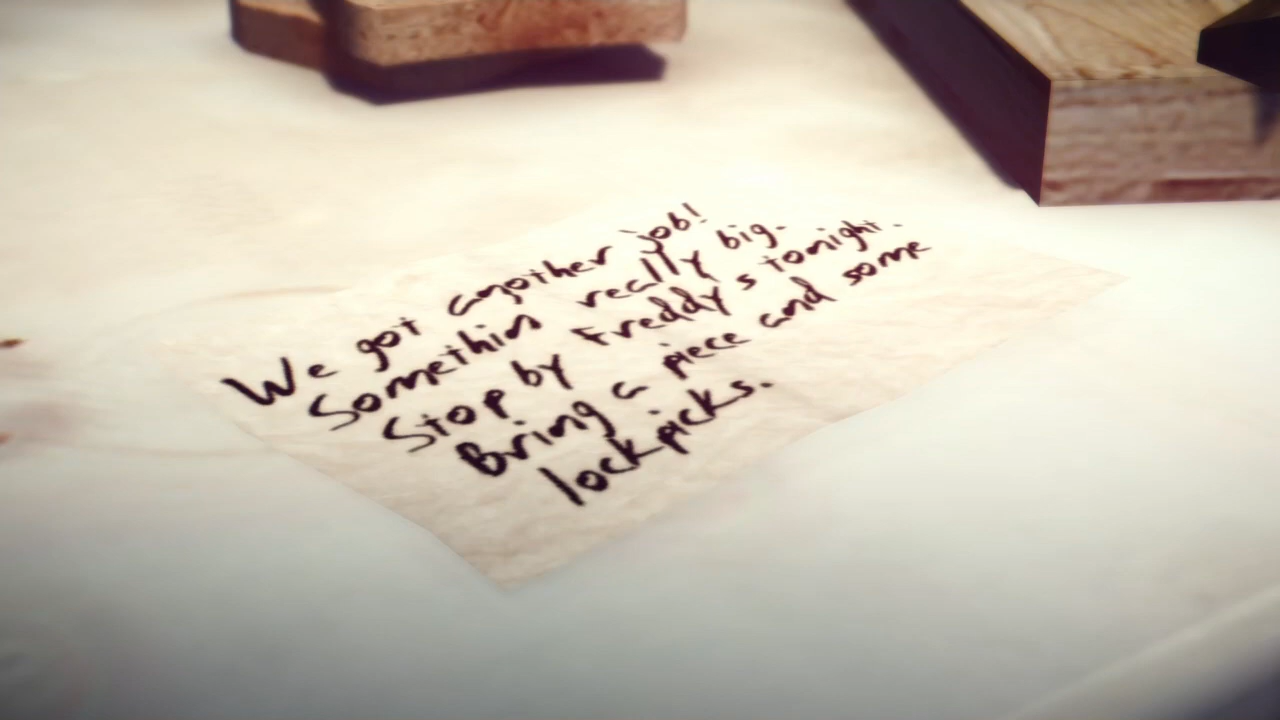 We got another job!
Somethin really big.
Stop by Freddy s tonight.
Bring a piece and some
lockpicks.